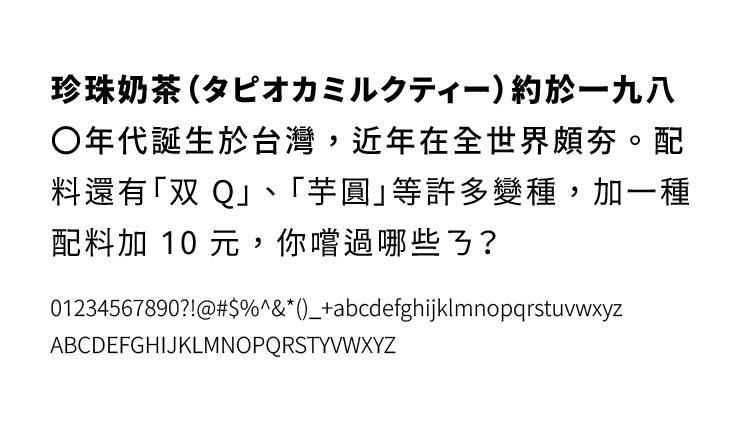 珍珠奶茶（タピオカミルクティー）約於一九八
〇年代誕生於台灣，近年在全世界頗夯。配
料還有「双 Q」、「芋圓」等許多變種，加一種
配料加 10 元，你嚐過哪些ㄋ？
01234567890?!@#$%^&*()_+abcdefghijklmnopqrstuvwxyz
ABCDEFGHIJKLMNOPQRSTYVWXYZ